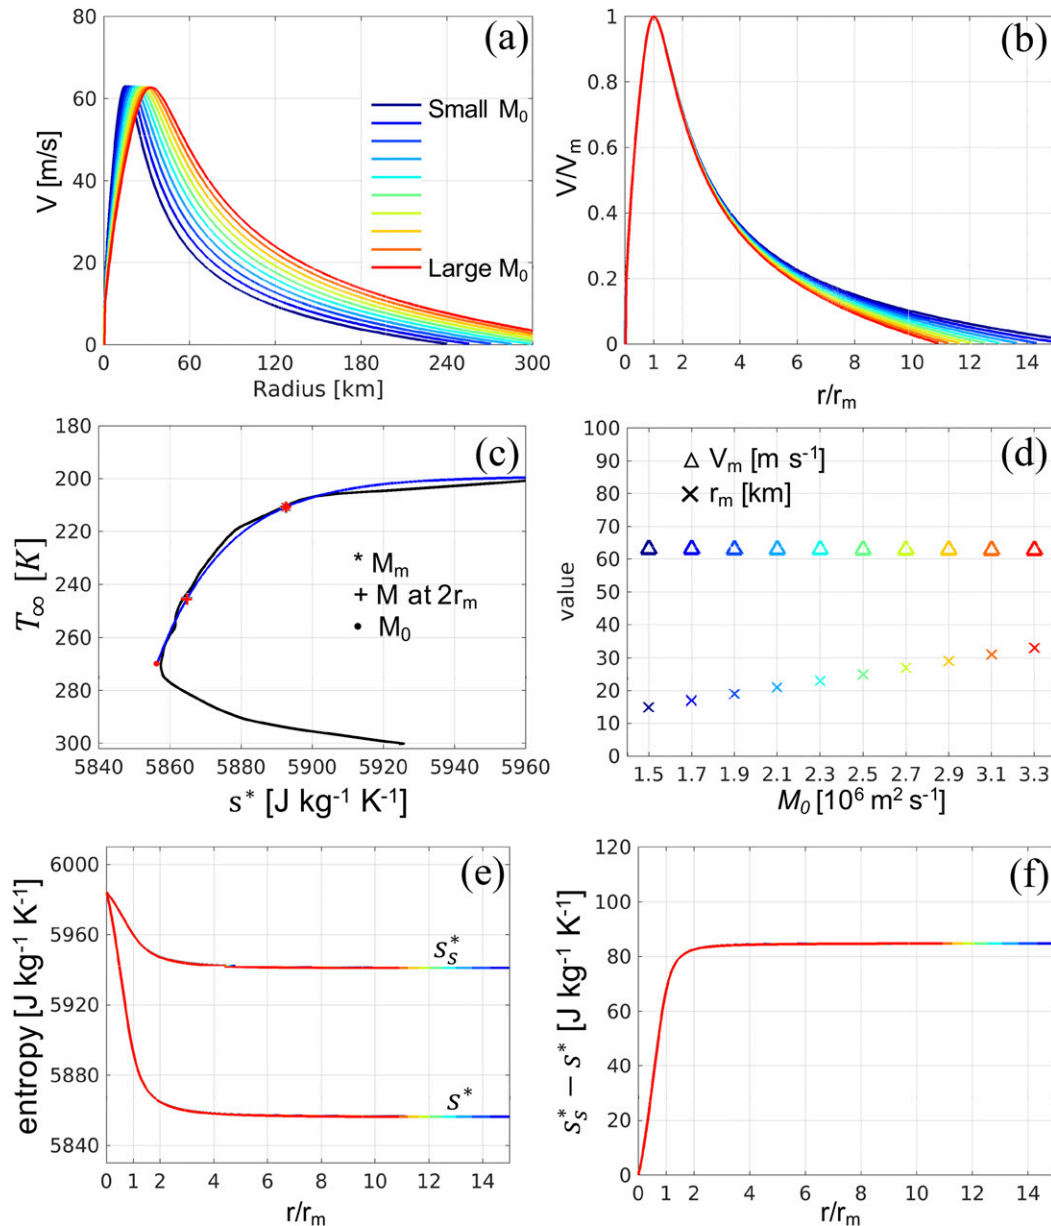 (a)
V [m/s]
80
60
40
20
0
Small M₀
Large M₀
0 60 120 180 240 300
Radius [km]
(b)
V/Vₘ
1
0.8
0.6
0.4
0.2
0
0 1 2 4 6 8 10 12 14
r/rₘ
(c)
T∞ [K]
180
200
220
240
260
280
300
* Mₘ
+ M at 2rₘ
• M₀
5840 5860 5880 5900 5920 5940 5960
s* [J kg⁻¹ K⁻¹]
(d)
value
100
90
80
70
60
50
40
30
20
10
0
△ Vₘ [m s⁻¹]
× rₘ [km]
1.5 1.7 1.9 2.1 2.3 2.5 2.7 2.9 3.1 3.3
M₀ [10⁶ m² s⁻¹]
(e)
entropy [J kg⁻¹ K⁻¹]
6000
5960
5920
5880
5840
sₛ*
s*
0 1 2 4 6 8 10 12 14
r/rₘ
(f)
sₛ* − s* [J kg⁻¹ K⁻¹]
120
100
80
60
40
20
0
0 1 2 4 6 8 10 12 14
r/rₘ